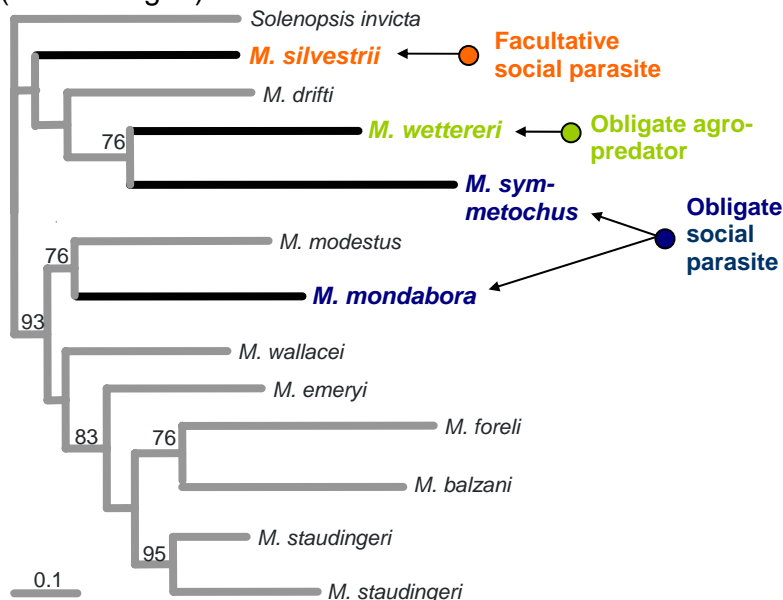 Solenopsis invicta
M. silvestrii
Facultative
social parasite
M. drifti
76
M. wettereri
Obligate agro-
predator
M. sym-
metochus
Obligate
social
parasite
76
M. modestus
M. mondabora
93
M. wallacei
M. emeryi
83
76
M. foreli
M. balzani
95
M. staudingeri
0.1
M. staudingeri